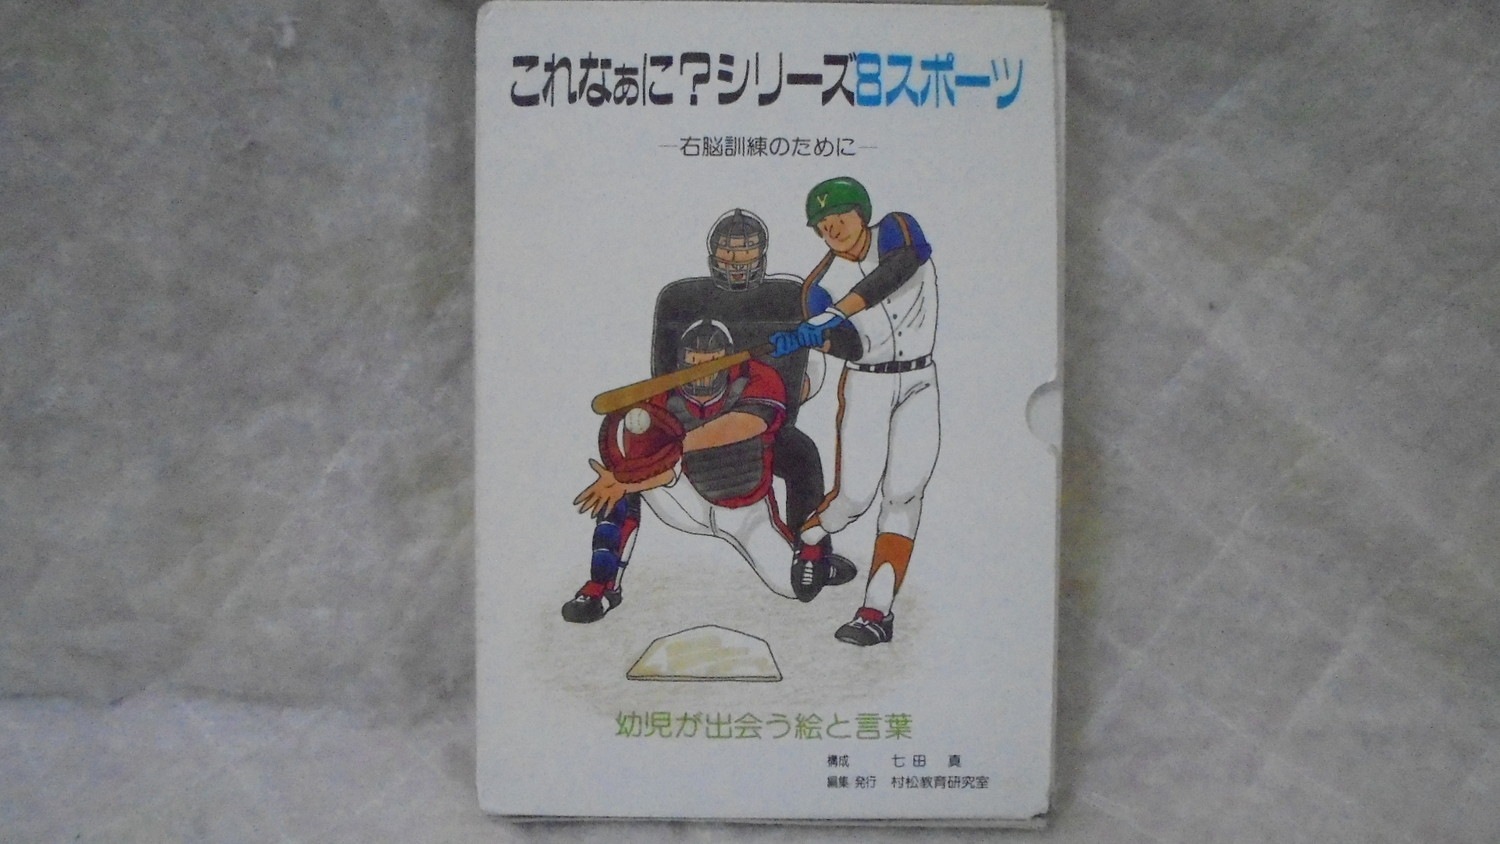 これなぁに?シリーズ8スポーツ
―右脳訓練のために―
V
幼児が出会う絵と言葉
構成 七田 真
編集 発行 村松教育研究室